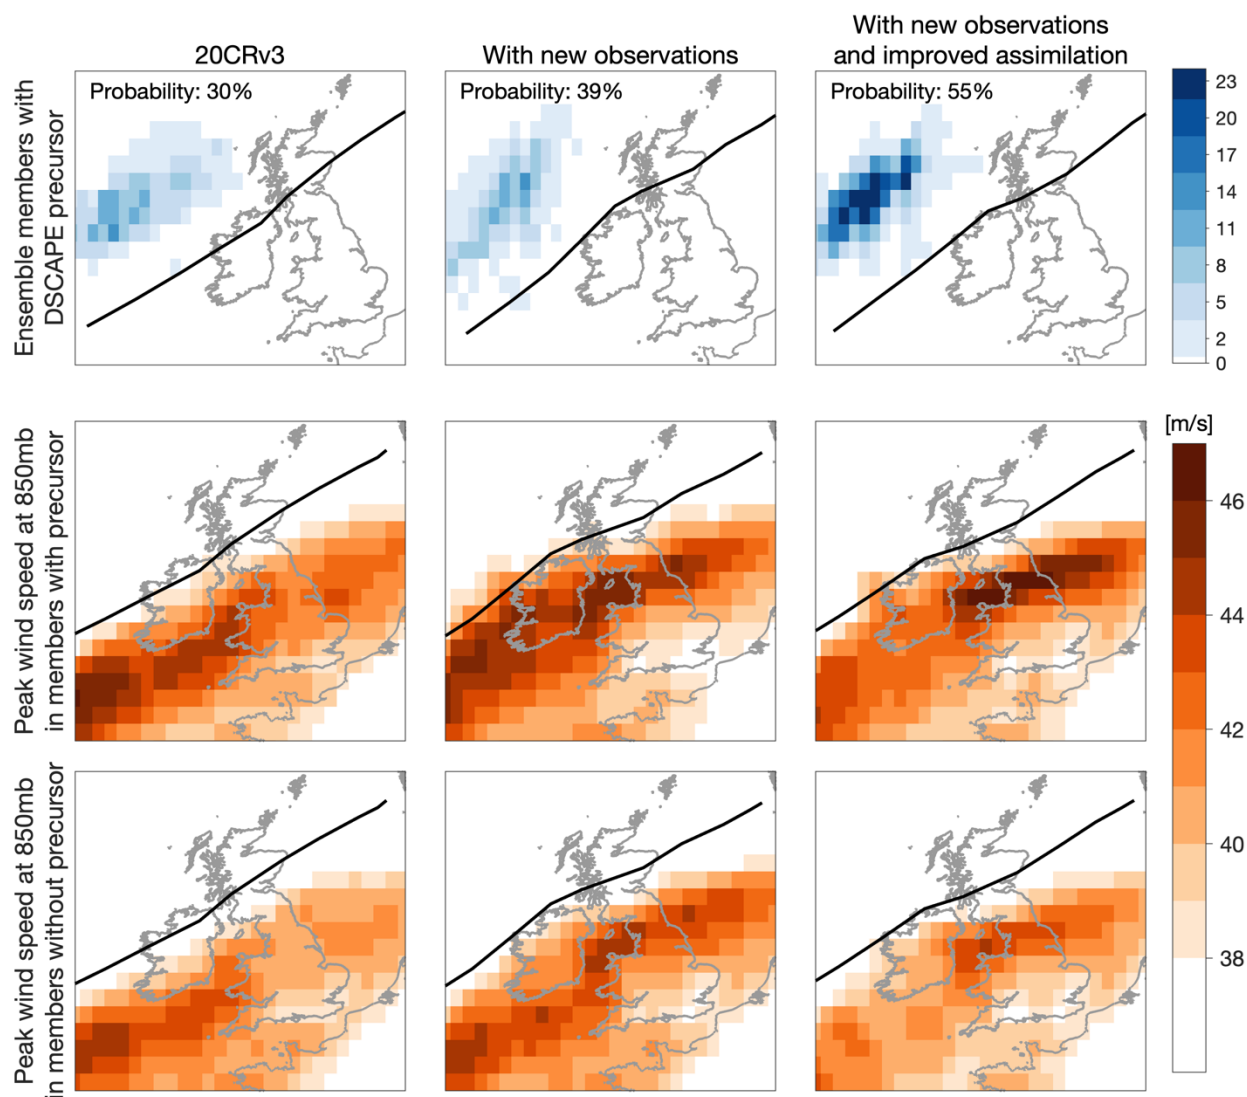 20CRv3
With new observations
With new observations
and improved assimilation
Ensemble members with
DSCAPE precursor
Probability: 30%
Probability: 39%
Probability: 55%
23
20
17
14
11
8
5
2
0
Peak wind speed at 850mb
in members with precursor
[m/s]
46
44
42
40
38
Peak wind speed at 850mb
in members without precursor